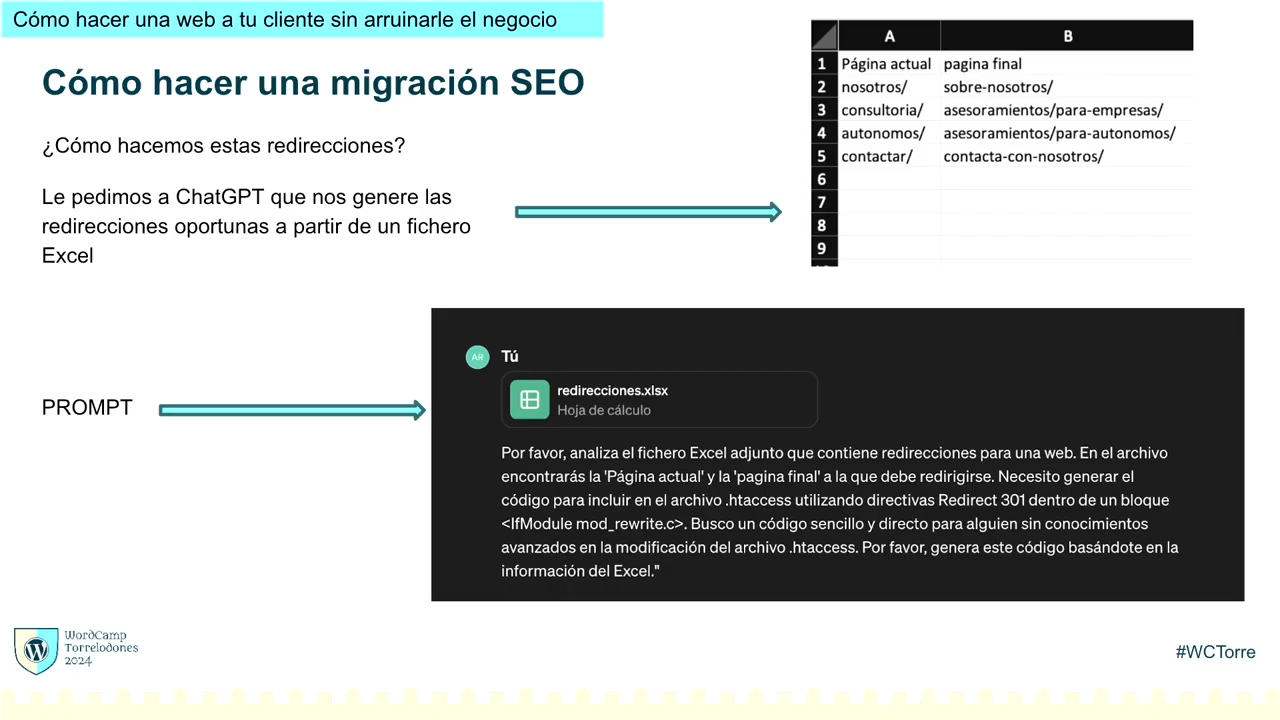 Cómo hacer una web a tu cliente sin arruinarle el negocio
Cómo hacer una migración SEO
¿Cómo hacemos estas redirecciones?
Le pedimos a ChatGPT que nos genere las
redirecciones oportunas a partir de un fichero
Excel
A B
1 Página actual pagina final
2 nosotros/ sobre-nosotros/
3 consultoria/ asesoramientos/para-empresas/
4 autonomos/ asesoramientos/para-autonomos/
5 contactar/ contacta-con-nosotros/
6
7
8
9
PROMPT
AR Tú
redirecciones.xlsx
Hoja de cálculo
Por favor, analiza el fichero Excel adjunto que contiene redirecciones para una web. En el archivo
encontrarás la 'Página actual' y la 'pagina final' a la que debe redirigirse. Necesito generar el
código para incluir en el archivo .htaccess utilizando directivas Redirect 301 dentro de un bloque
<IfModule mod_rewrite.c>. Busco un código sencillo y directo para alguien sin conocimientos
avanzados en la modificación del archivo .htaccess. Por favor, genera este código basándote en la
información del Excel."
WordCamp
Torrelodones
2024
#WCTorre